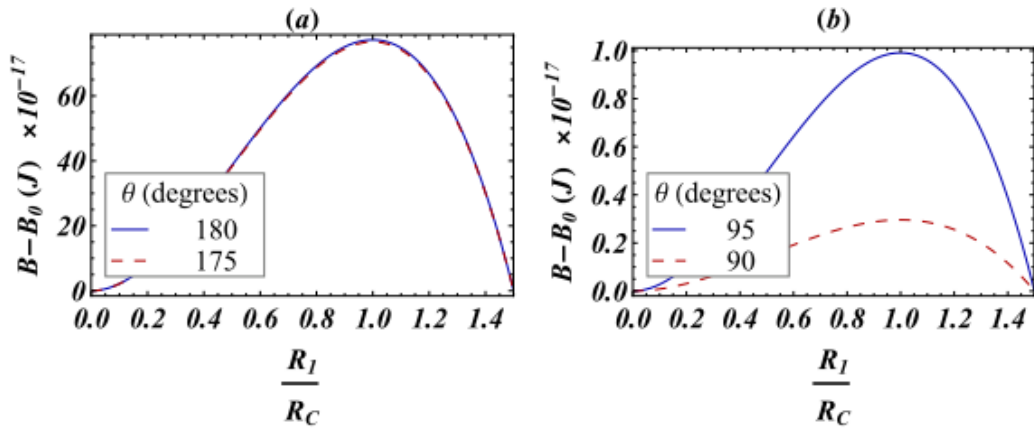 (a)
B−B₀ (J) ×10⁻¹⁷
60
40
20
0
θ (degrees)
180
175
0.0 0.2 0.4 0.6 0.8 1.0 1.2 1.4
R₁
R_C
(b)
B−B₀ (J) ×10⁻¹⁷
1.0
0.8
0.6
0.4
0.2
0.0
θ (degrees)
95
90
0.0 0.2 0.4 0.6 0.8 1.0 1.2 1.4
R₁
R_C